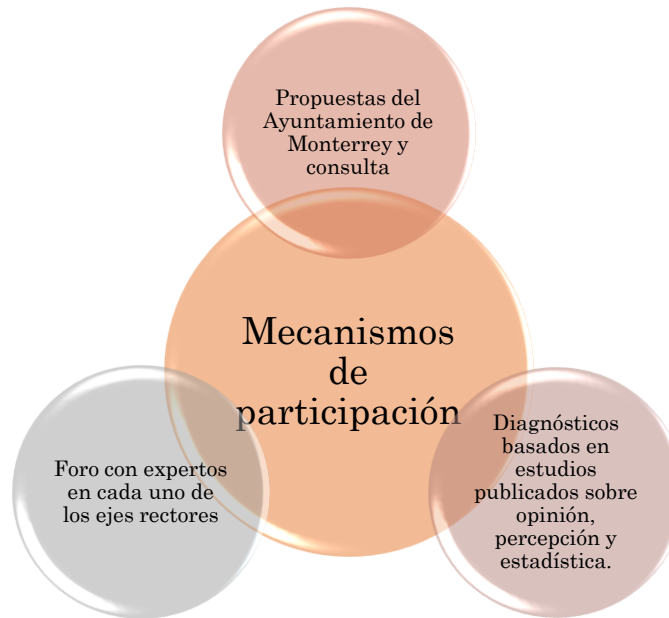 Propuestas del
Ayuntamiento de
Monterrey y
consulta
Mecanismos
de
participación
Foro con expertos
en cada uno de
los ejes rectores
Diagnósticos
basados en
estudios
publicados sobre
opinión,
percepción y
estadística.